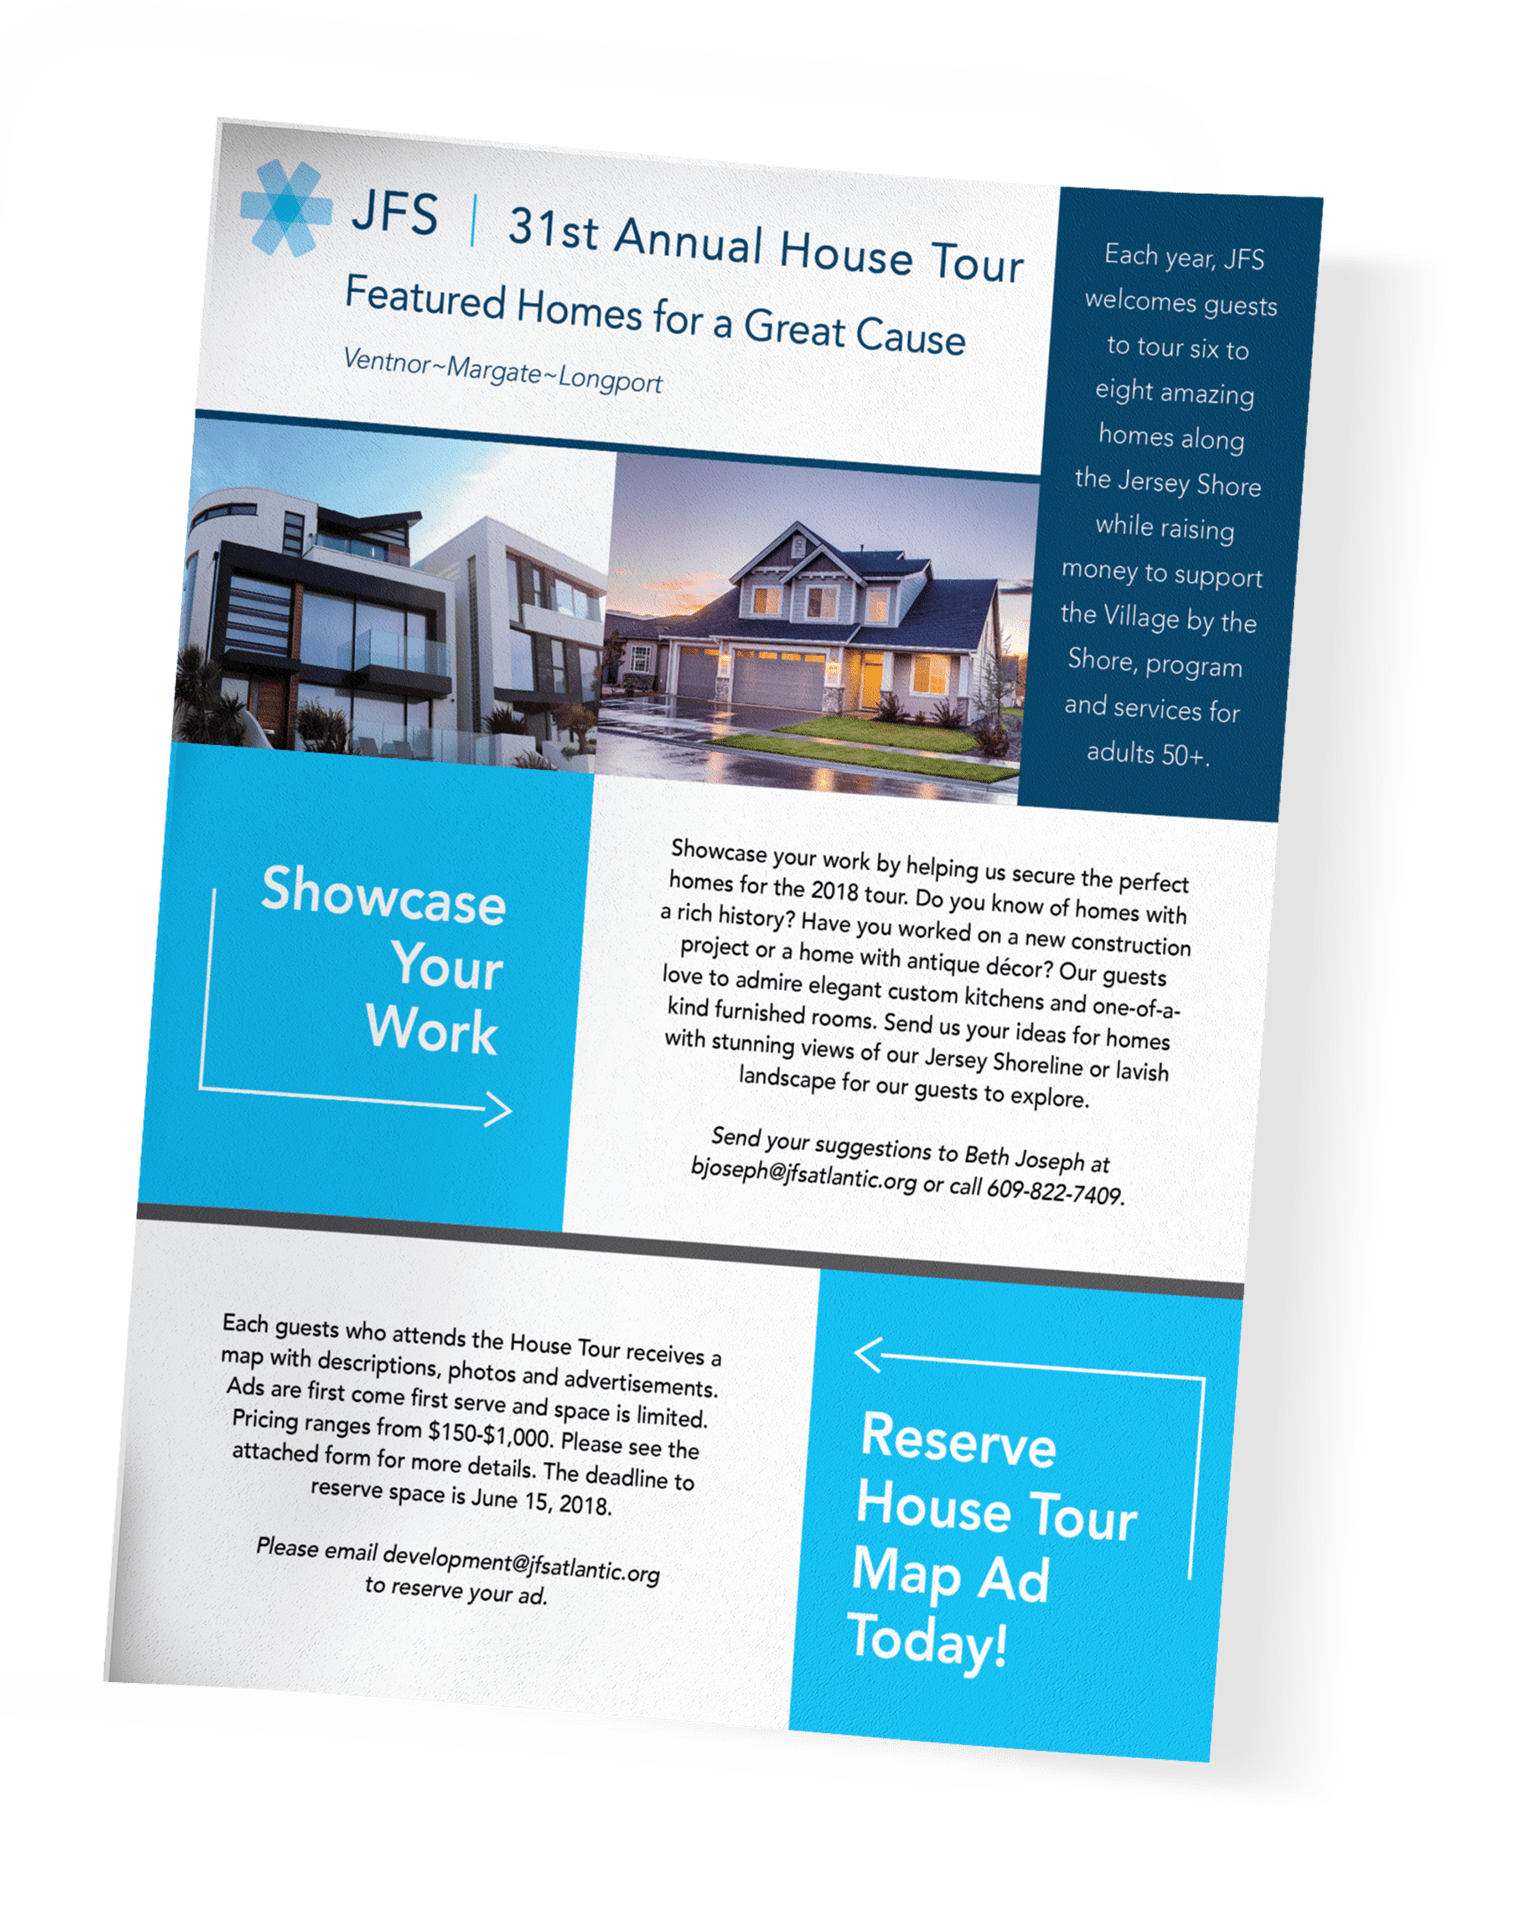 JFS | 31st Annual House Tour
Featured Homes for a Great Cause
Ventnor~Margate~Longport
Each year, JFS
welcomes guests
to tour six to
eight amazing
homes along
the Jersey Shore
while raising
money to support
the Village by the
Shore, program
and services for
adults 50+.
Showcase
Your
Work
Showcase your work by helping us secure the perfect
homes for the 2018 tour. Do you know of homes with
a rich history? Have you worked on a new construction
project or a home with antique décor? Our guests
love to admire elegant custom kitchens and one-of-a-
kind furnished rooms. Send us your ideas for homes
with stunning views of our Jersey Shoreline or lavish
landscape for our guests to explore.
Send your suggestions to Beth Joseph at
bjoseph@jfsatlantic.org or call 609-822-7409.
Each guests who attends the House Tour receives a
map with descriptions, photos and advertisements.
Ads are first come first serve and space is limited.
Pricing ranges from $150-$1,000. Please see the
attached form for more details. The deadline to
reserve space is June 15, 2018.
Please email development@jfsatlantic.org
to reserve your ad.
Reserve
House Tour
Map Ad
Today!